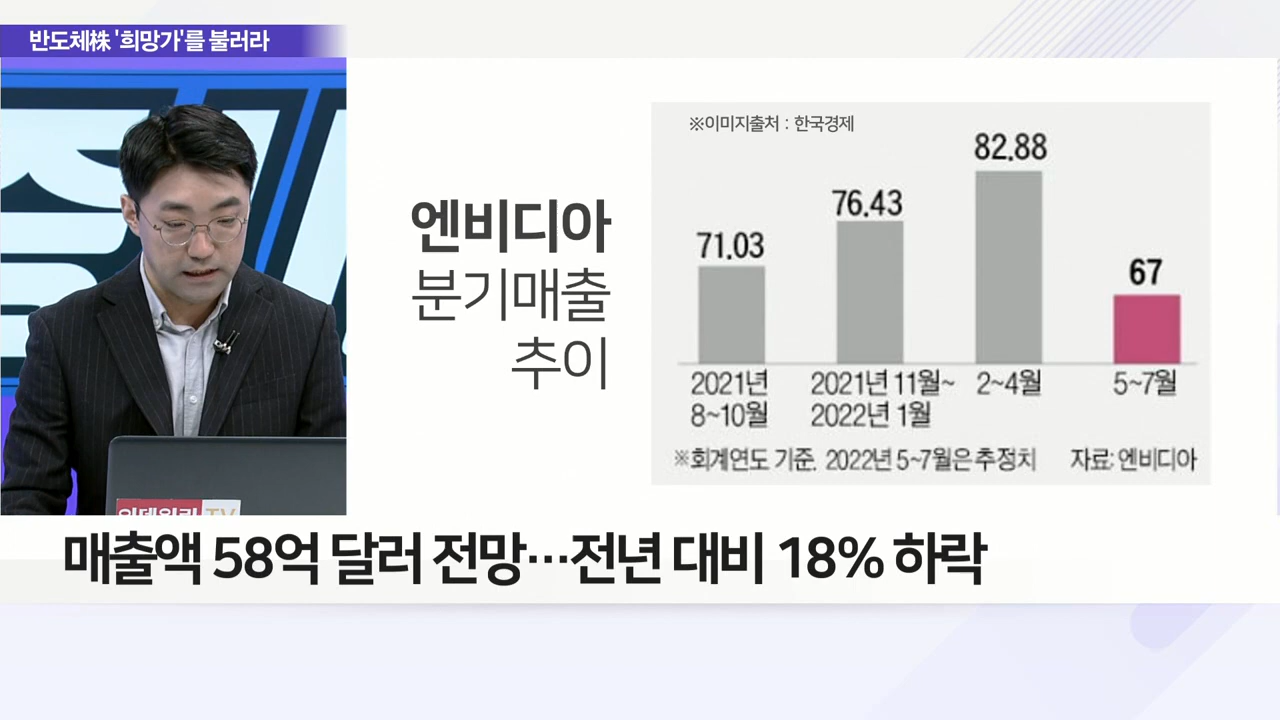 반도체株 '희망가'를 불러라
엔비디아
분기매출
추이
※이미지출처 : 한국경제
71.03
76.43
82.88
67
2021년
8~10월
2021년 11월~
2022년 1월
2~4월
5~7월
※회계연도 기준. 2022년 5~7월은 추정치 자료: 엔비디아
매출액 58억 달러 전망…전년 대비 18% 하락